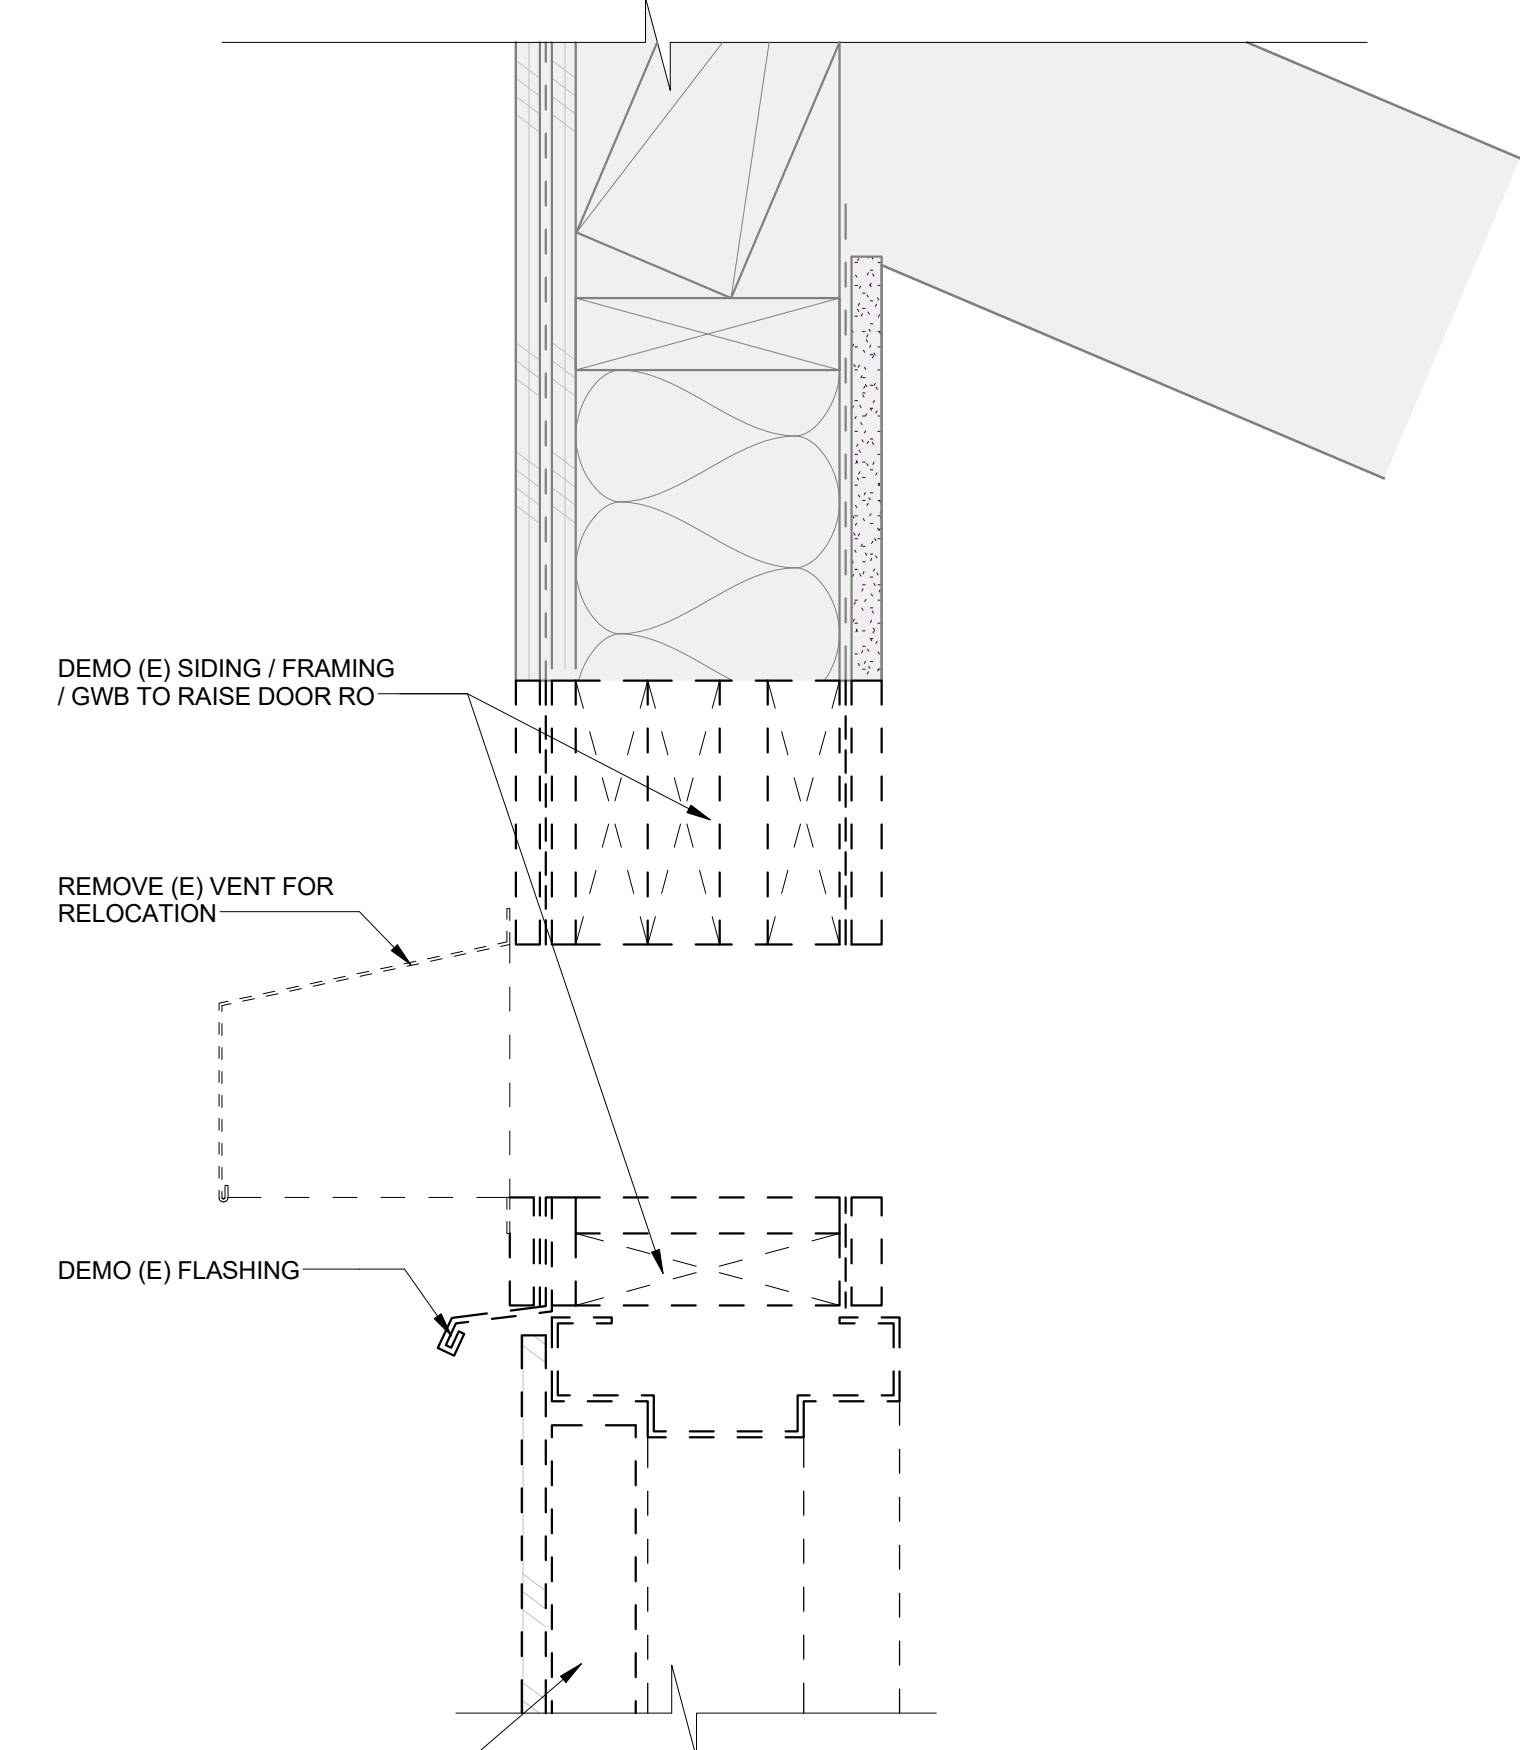 DEMO (E) SIDING / FRAMING
/ GWB TO RAISE DOOR RO
REMOVE (E) VENT FOR
RELOCATION
DEMO (E) FLASHING